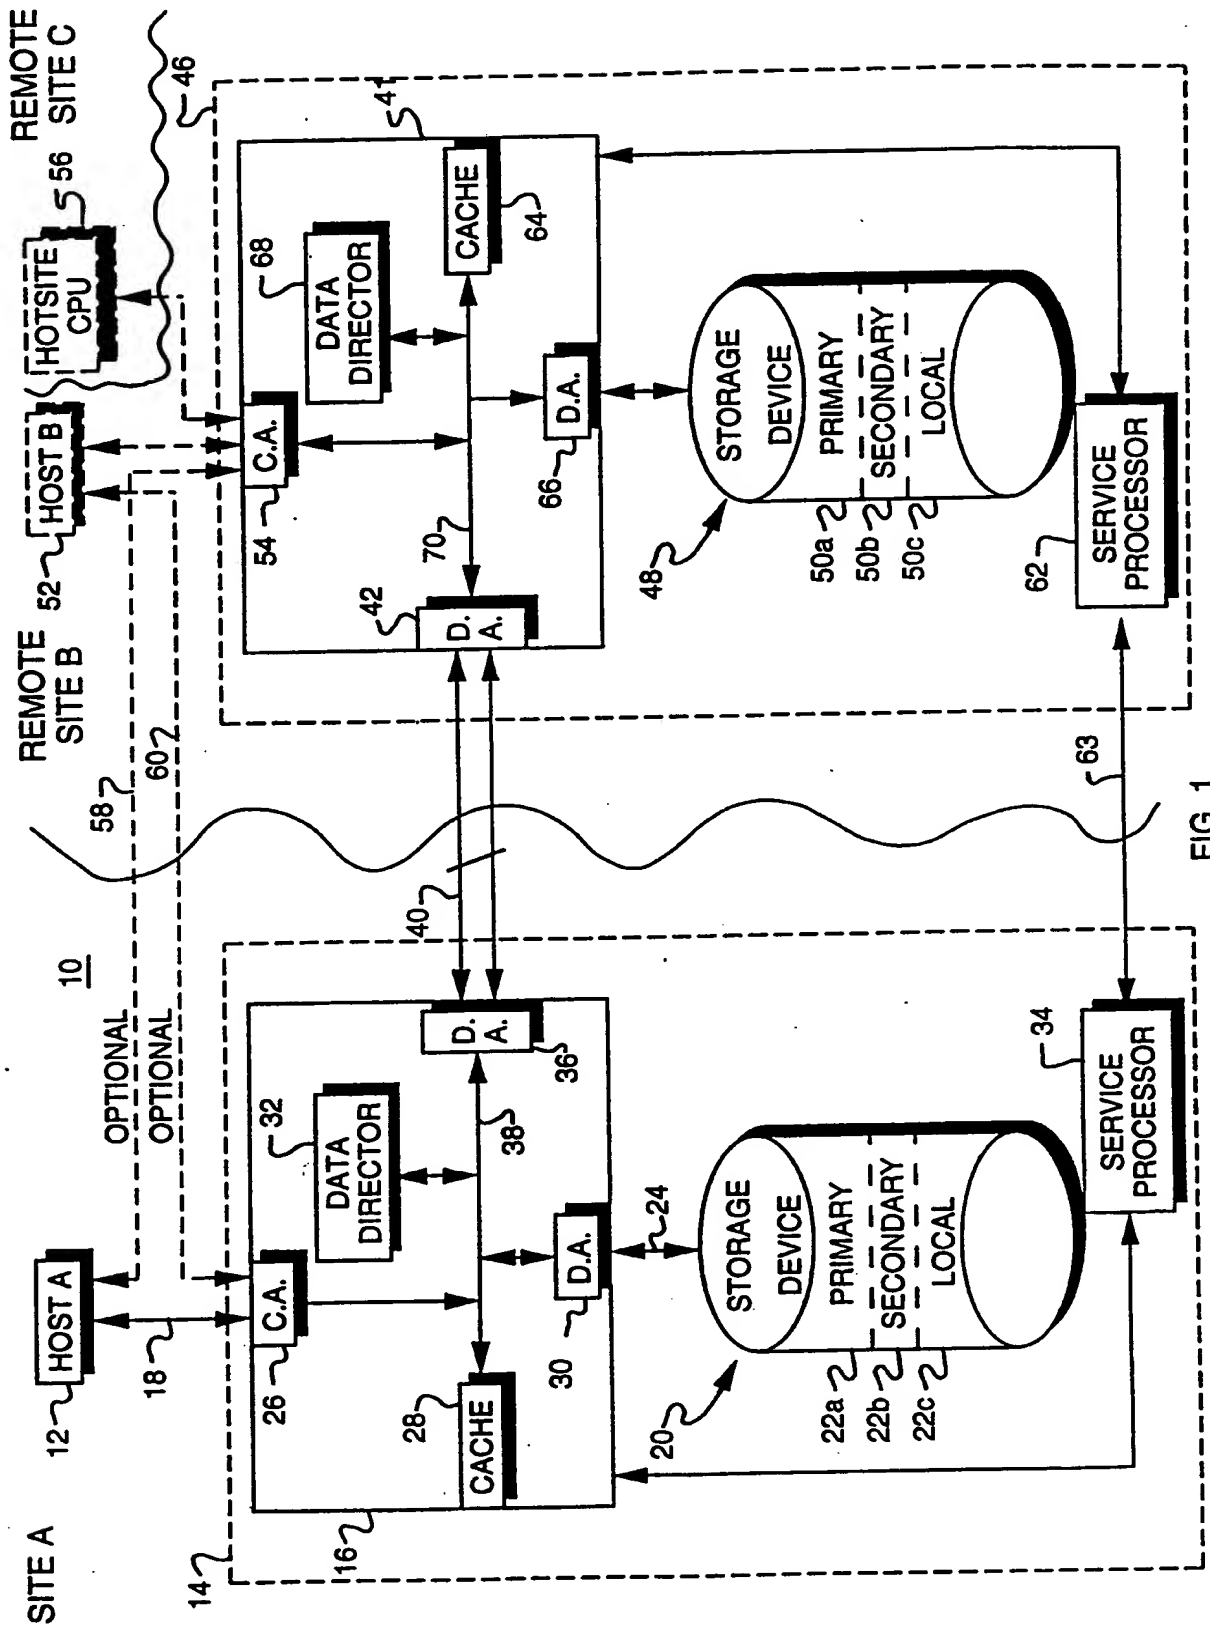 SITE A
10
REMOTE
SITE B
REMOTE
SITE C
12
HOST A
18
OPTIONAL
OPTIONAL
58
60
52
HOST B
HOTSITE
CPU
56
46
14
16
26
C.A.
32
DATA
DIRECTOR
28
CACHE
38
D.
A.
36
30
D.A.
24
40
42
D.
A.
70
54
C.A.
68
DATA
DIRECTOR
41
CACHE
64
66
D.A.
20
STORAGE
DEVICE
PRIMARY
SECONDARY
LOCAL
22a
22b
22c
34
SERVICE
PROCESSOR
48
STORAGE
DEVICE
PRIMARY
SECONDARY
LOCAL
50a
50b
50c
62
SERVICE
PROCESSOR
63
FIG. 1